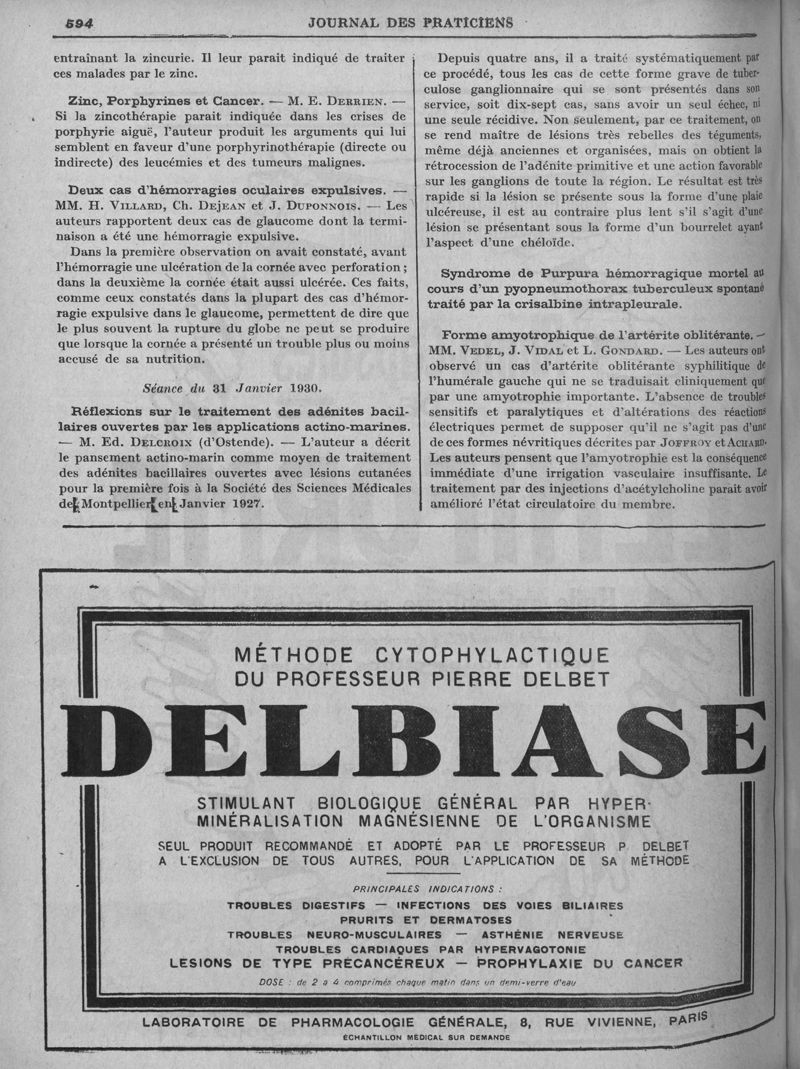 594
JOURNAL DES PRATICIENS
entraînant la zincurie. Il leur parait indiqué de traiter
ces malades par le zinc.
Zinc, Porphyrines et Cancer. — M. E. DERRIEN. —
Si la zincothérapie parait indiquée dans les crises de
porphyrie aiguë, l'auteur produit les arguments qui lui
semblent en faveur d'une porphyrinothérapie (directe ou
indirecte) des leucémies et des tumeurs malignes.
Deux cas d'hémorragies oculaires expulsives. —
MM. H. VILLARD, Ch. DEJEAN et J. DUPONNOIS. — Les
auteurs rapportent deux cas de glaucome dont la termi-
naison a été une hémorragie expulsive.
Dans la première observation on avait constaté, avant
l'hémorragie une ulcération de la cornée avec perforation ;
dans la deuxième la cornée était aussi ulcérée. Ces faits,
comme ceux constatés dans la plupart des cas d'hémor-
ragie expulsive dans le glaucome, permettent de dire que
le plus souvent la rupture du globe ne peut se produire
que lorsque la cornée a présenté un trouble plus ou moins
accusé de sa nutrition.
Séance du 31 Janvier 1930.
Réflexions sur le traitement des adénites bacil-
laires ouvertes par les applications actino-marines.
— M. Ed. DELCROIX (d'Ostende). — L'auteur a décrit
le pansement actino-marin comme moyen de traitement
des adénites bacillaires ouvertes avec lésions cutanées
pour la première fois à la Société des Sciences Médicales
de Montpellier en Janvier 1927.
Depuis quatre ans, il a traité systématiquement par
ce procédé, tous les cas de cette forme grave de tuber-
culose ganglionnaire qui se sont présentés dans son
service, soit dix-sept cas, sans avoir un seul échec, ni
une seule récidive. Non seulement, par ce traitement, on
se rend maître de lésions très rebelles des téguments,
même déjà anciennes et organisées, mais on obtient la
rétrocession de l'adénite primitive et une action favorable
sur les ganglions de toute la région. Le résultat est très
rapide si la lésion se présente sous la forme d'une plaie
ulcéreuse, il est au contraire plus lent s'il s'agit d'une
lésion se présentant sous la forme d'un bourrelet ayant
l'aspect d'une chéloïde.
Syndrome de Purpura hémorragique mortel au
cours d'un pyopneumothorax tuberculeux spontané
traité par la crisalbine intrapleurale.
Forme amyotrophique de l'artérite oblitérante. —
MM. VEDEL, J. VIDAL et L. GONDARD. — Les auteurs ont
observé un cas d'artérite oblitérante syphilitique de
l'humérale gauche qui ne se traduisait cliniquement que
par une amyotrophie importante. L'absence de troubles
sensitifs et paralytiques et d'altérations des réactions
électriques permet de supposer qu'il ne s'agit pas d'une
de ces formes névritiques décrites par JOFFROY et ACHARD.
Les auteurs pensent que l'amyotrophie est la conséquence
immédiate d'une irrigation vasculaire insuffisante. Le
traitement par des injections d'acétylcholine parait avoir
amélioré l'état circulatoire du membre.
MÉTHODE CYTOPHYLACTIQUE
DU PROFESSEUR PIERRE DELBET
DELBIASE
STIMULANT BIOLOGIQUE GÉNÉRAL PAR HYPER-
MINÉRALISATION MAGNÉSIENNE DE L'ORGANISME
SEUL PRODUIT RECOMMANDÉ ET ADOPTÉ PAR LE PROFESSEUR P. DELBET
A L'EXCLUSION DE TOUS AUTRES, POUR L'APPLICATION DE SA MÉTHODE
PRINCIPALES INDICATIONS :
TROUBLES DIGESTIFS — INFECTIONS DES VOIES BILIAIRES
PRURITS ET DERMATOSES
TROUBLES NEURO-MUSCULAIRES — ASTHÉNIE NERVEUSE
TROUBLES CARDIAQUES PAR HYPERVAGOTONIE
LESIONS DE TYPE PRÉCANCÉREUX — PROPHYLAXIE DU CANCER
DOSE : de 2 a 4 comprimés chaque matin dans un demi-verre d'eau
LABORATOIRE DE PHARMACOLOGIE GÉNÉRALE, 8, RUE VIVIENNE, PARIS
ÉCHANTILLON MÉDICAL SUR DEMANDE